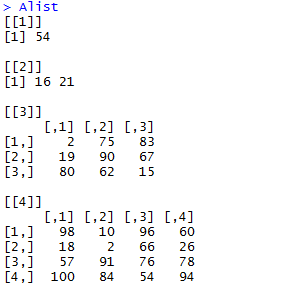 > Alist
[[1]]
[1] 54

[[2]]
[1] 16 21

[[3]]
     [,1] [,2] [,3]
[1,]    2   75   83
[2,]   19   90   67
[3,]   80   62   15

[[4]]
     [,1] [,2] [,3] [,4]
[1,]   98   10   96   60
[2,]   18    2   66   26
[3,]   57   91   76   78
[4,]  100   84   54   94